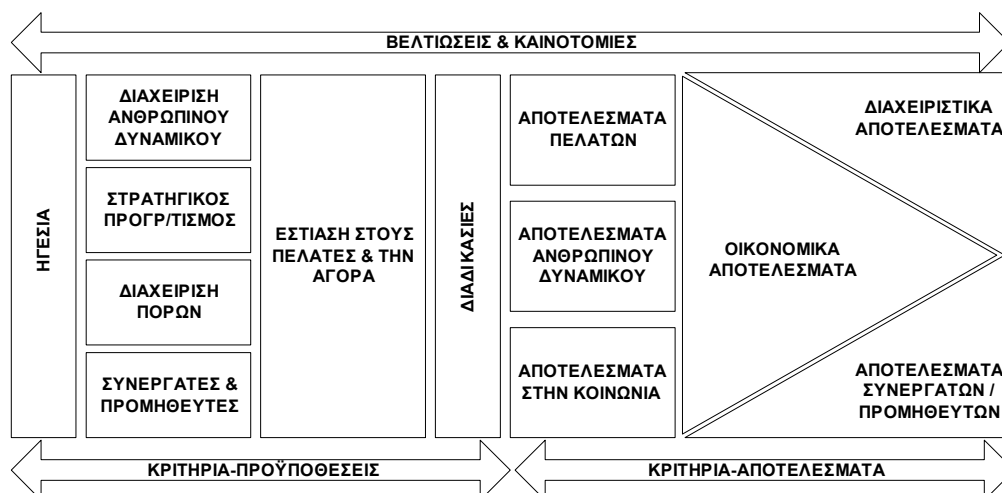 ΒΕΛΤΙΩΣΕΙΣ & ΚΑΙΝΟΤΟΜΙΕΣ
ΗΓΕΣΙΑ
ΔΙΑΧΕΙΡΙΣΗ
ΑΝΘΡΩΠΙΝΟΥ
ΔΥΝΑΜΙΚΟΥ
ΣΤΡΑΤΗΓΙΚΟΣ
ΠΡΟΓΡ/ΤΙΣΜΟΣ
ΔΙΑΧΕΙΡΙΣΗ
ΠΟΡΩΝ
ΣΥΝΕΡΓΑΤΕΣ &
ΠΡΟΜΗΘΕΥΤΕΣ
ΕΣΤΙΑΣΗ ΣΤΟΥΣ
ΠΕΛΑΤΕΣ & ΤΗΝ
ΑΓΟΡΑ
ΔΙΑΔΙΚΑΣΙΕΣ
ΑΠΟΤΕΛΕΣΜΑΤΑ
ΠΕΛΑΤΩΝ
ΑΠΟΤΕΛΕΣΜΑΤΑ
ΑΝΘΡΩΠΙΝΟΥ
ΔΥΝΑΜΙΚΟΥ
ΑΠΟΤΕΛΕΣΜΑΤΑ
ΣΤΗΝ ΚΟΙΝΩΝΙΑ
ΟΙΚΟΝΟΜΙΚΑ
ΑΠΟΤΕΛΕΣΜΑΤΑ
ΔΙΑΧΕΙΡΙΣΤΙΚΑ
ΑΠΟΤΕΛΕΣΜΑΤΑ
ΑΠΟΤΕΛΕΣΜΑΤΑ
ΣΥΝΕΡΓΑΤΩΝ /
ΠΡΟΜΗΘΕΥΤΩΝ
ΚΡΙΤΗΡΙΑ-ΠΡΟΫΠΟΘΕΣΕΙΣ
ΚΡΙΤΗΡΙΑ-ΑΠΟΤΕΛΕΣΜΑΤΑ